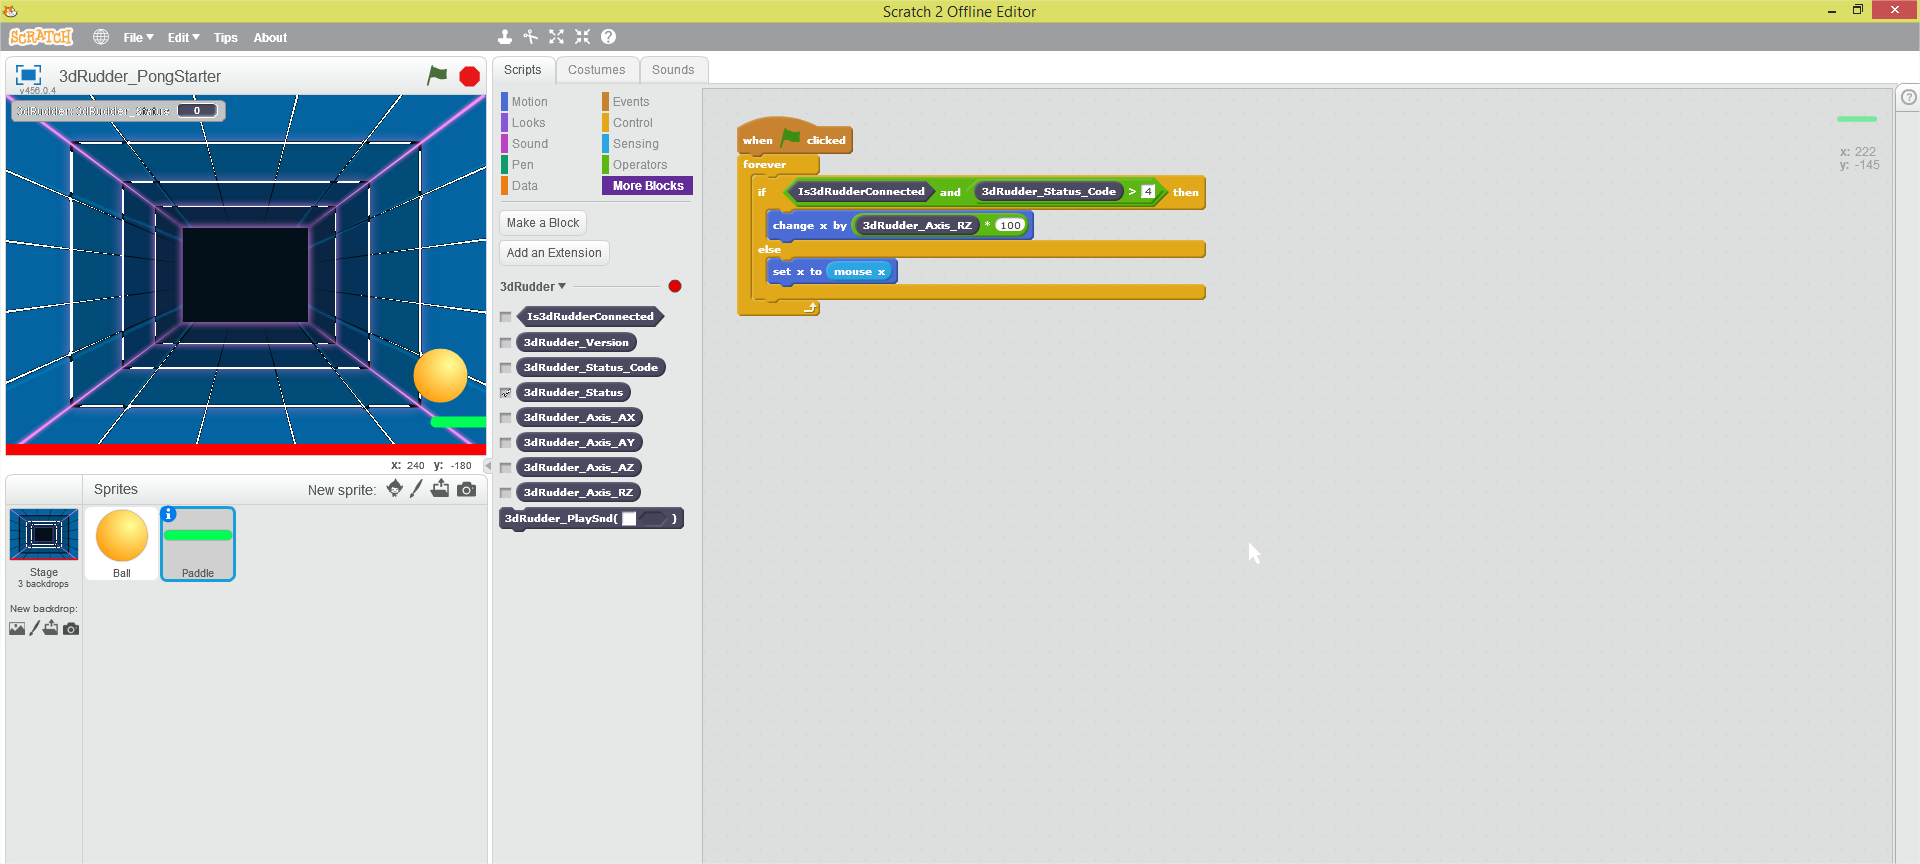 Scratch 2 Offline Editor
SCRATCH
File
Edit
Tips
About
3dRudder_PongStarter
v456.0.4
3dRudder: 3dRudder_Status
0
X: 240 y: -180
Sprites
New sprite:
Stage
3 backdrops
New backdrop:
Ball
Paddle
Scripts
Costumes
Sounds
Motion
Events
Looks
Control
Sound
Sensing
Pen
Operators
Data
More Blocks
Make a Block
Add an Extension
3dRudder
Is3dRudderConnected
3dRudder_Version
3dRudder_Status_Code
3dRudder_Status
3dRudder_Axis_AX
3dRudder_Axis_AY
3dRudder_Axis_AZ
3dRudder_Axis_RZ
3dRudder_PlaySnd( )
when clicked
forever
if Is3dRudderConnected and 3dRudder_Status_Code > 4 then
change x by 3dRudder_Axis_RZ * 100
else
set x to mouse x
x: 222
y: -145